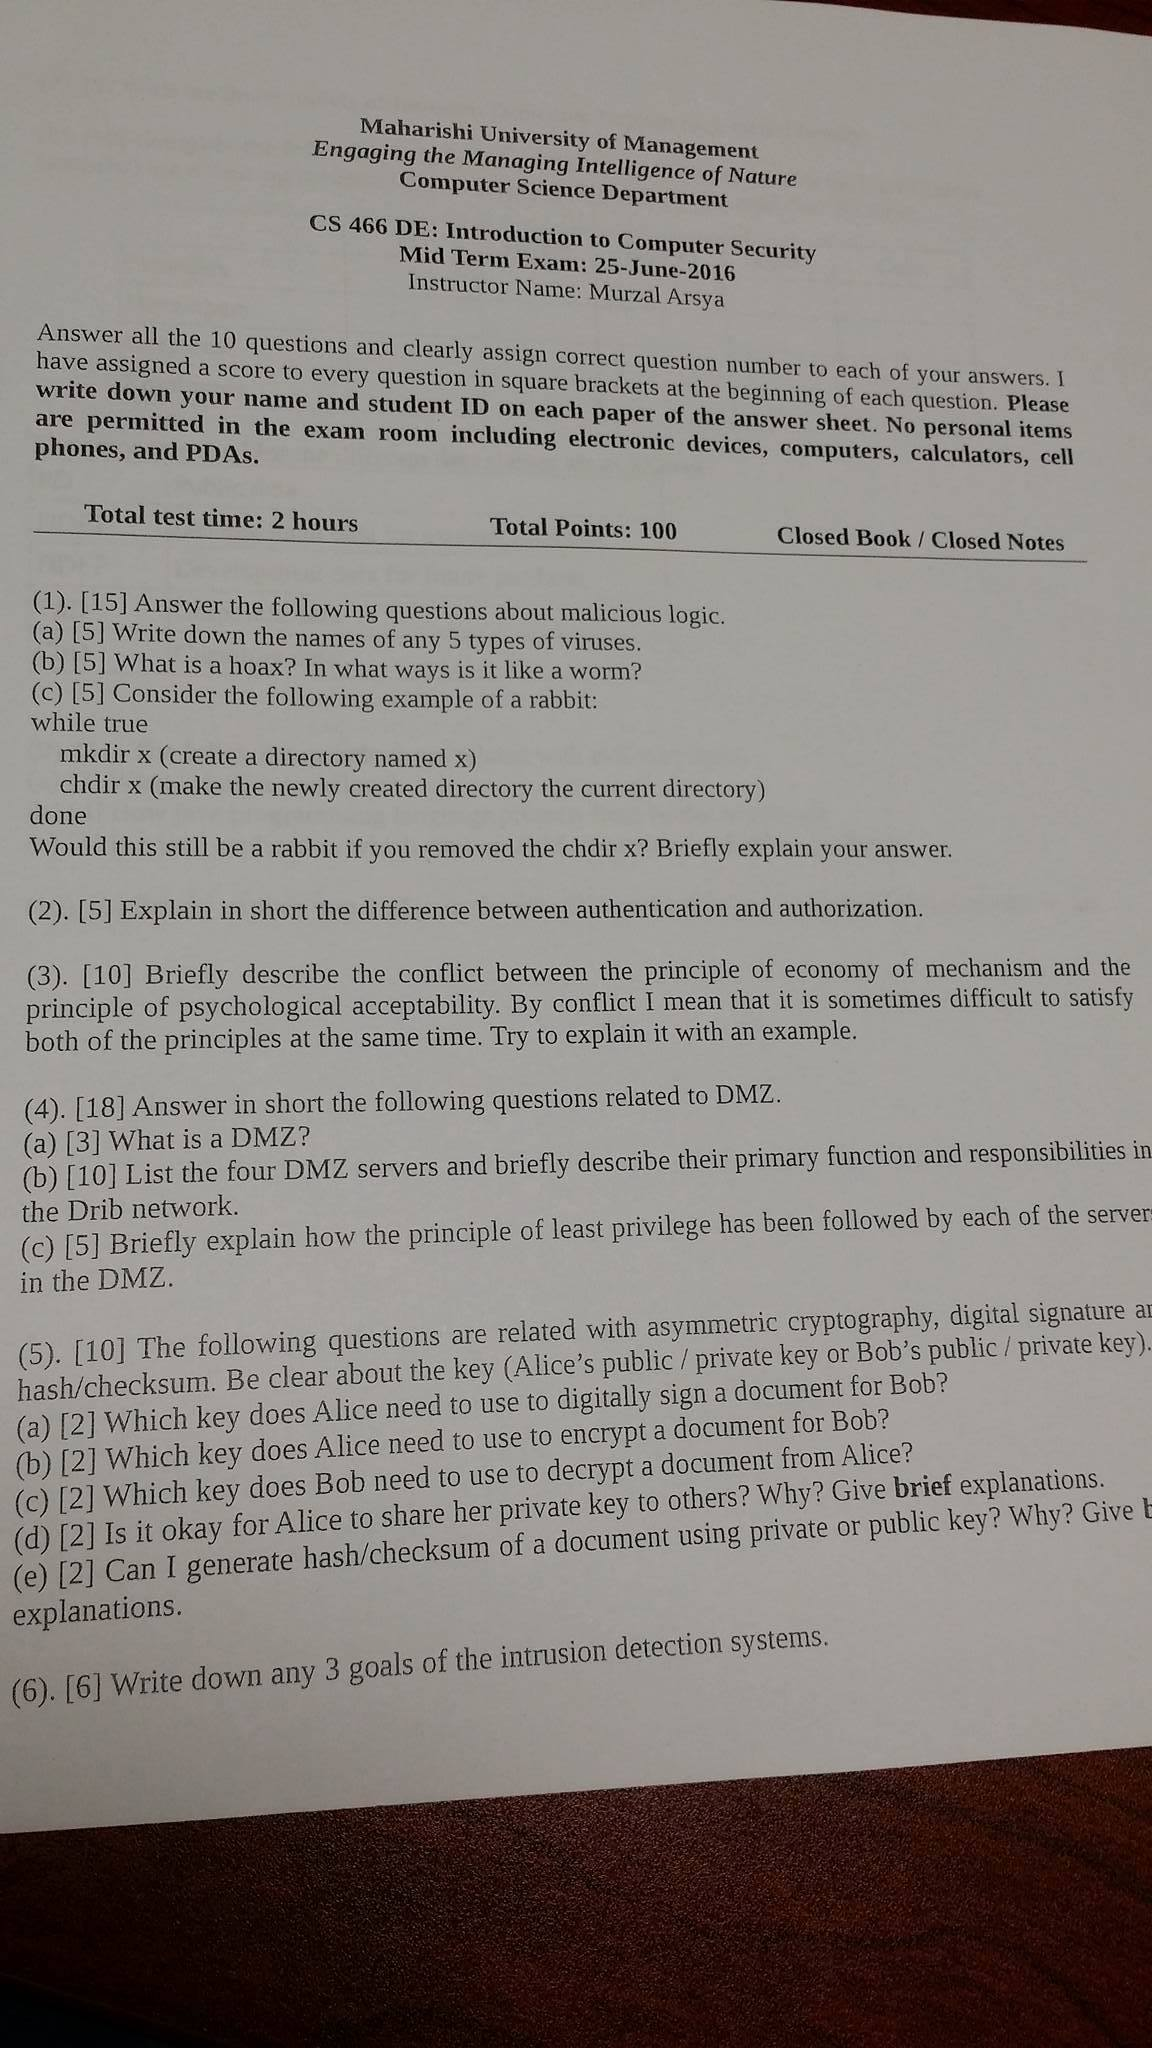 Maharishi University of Management
Engaging the Managing Intelligence of Nature
Computer Science Department
CS 466 DE: Introduction to Computer Security
Mid Term Exam: 25-June-2016
Instructor Name: Murzal Arsya
Answer all the 10 questions and clearly assign correct question number to each of your answers. I
have assigned a score to every question in square brackets at the beginning of each question. Please
write down your name and student ID on each paper of the answer sheet. No personal items
are permitted in the exam room including electronic devices, computers, calculators, cell
phones, and PDAs.
Total test time: 2 hours Total Points: 100 Closed Book / Closed Notes
(1). [15] Answer the following questions about malicious logic.
(a) [5] Write down the names of any 5 types of viruses.
(b) [5] What is a hoax? In what ways is it like a worm?
(c) [5] Consider the following example of a rabbit:
while true
mkdir x (create a directory named x)
chdir x (make the newly created directory the current directory)
done
Would this still be a rabbit if you removed the chdir x? Briefly explain your answer.
(2). [5] Explain in short the difference between authentication and authorization.
(3). [10] Briefly describe the conflict between the principle of economy of mechanism and the
principle of psychological acceptability. By conflict I mean that it is sometimes difficult to satisfy
both of the principles at the same time. Try to explain it with an example.
(4). [18] Answer in short the following questions related to DMZ.
(a) [3] What is a DMZ?
(b) [10] List the four DMZ servers and briefly describe their primary function and responsibilities in
the Drib network.
(c) [5] Briefly explain how the principle of least privilege has been followed by each of the
in the DMZ.
(5). [10] The following questions are related with asymmetric cryptography, digital signature
hash/checksum. Be clear about the key (Alice's public / private key or Bob's public / private key).
(a) [2] Which key does Alice need to use to digitally sign a document for Bob?
(b) [2] Which key does Alice need to use to encrypt a document for Bob?
(c) [2] Which key does Bob need to use to decrypt a document from Alice?
(d) [2] Is it okay for Alice to share her private key to others? Why? Give brief explanations.
(e) [2] Can I generate hash/checksum of a document using private or public key? Why? Give
explanations.
(6). [6] Write down any 3 goals of the intrusion detection systems.